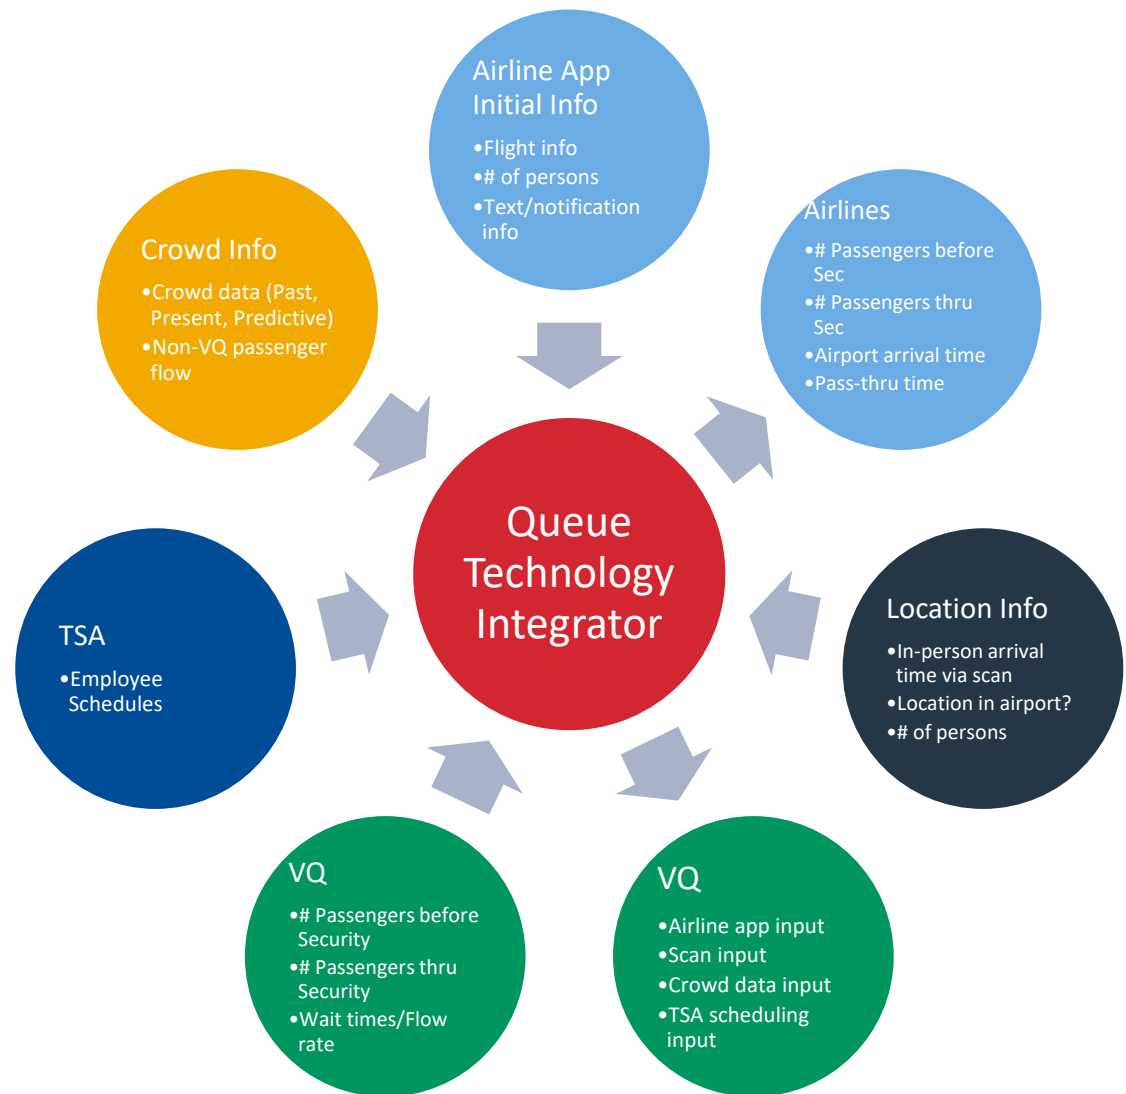 Airline App
Initial Info
•Flight info
•# of persons
•Text/notification
info
Airlines
•# Passengers before
Sec
•# Passengers thru
Sec
•Airport arrival time
•Pass-thru time
Crowd Info
•Crowd data (Past,
Present, Predictive)
•Non-VQ passenger
flow
Queue
Technology
Integrator
Location Info
•In-person arrival
time via scan
•Location in airport?
•# of persons
TSA
•Employee
Schedules
VQ
•# Passengers before
Security
•# Passengers thru
Security
•Wait times/Flow
rate
VQ
•Airline app input
•Scan input
•Crowd data input
•TSA scheduling
input